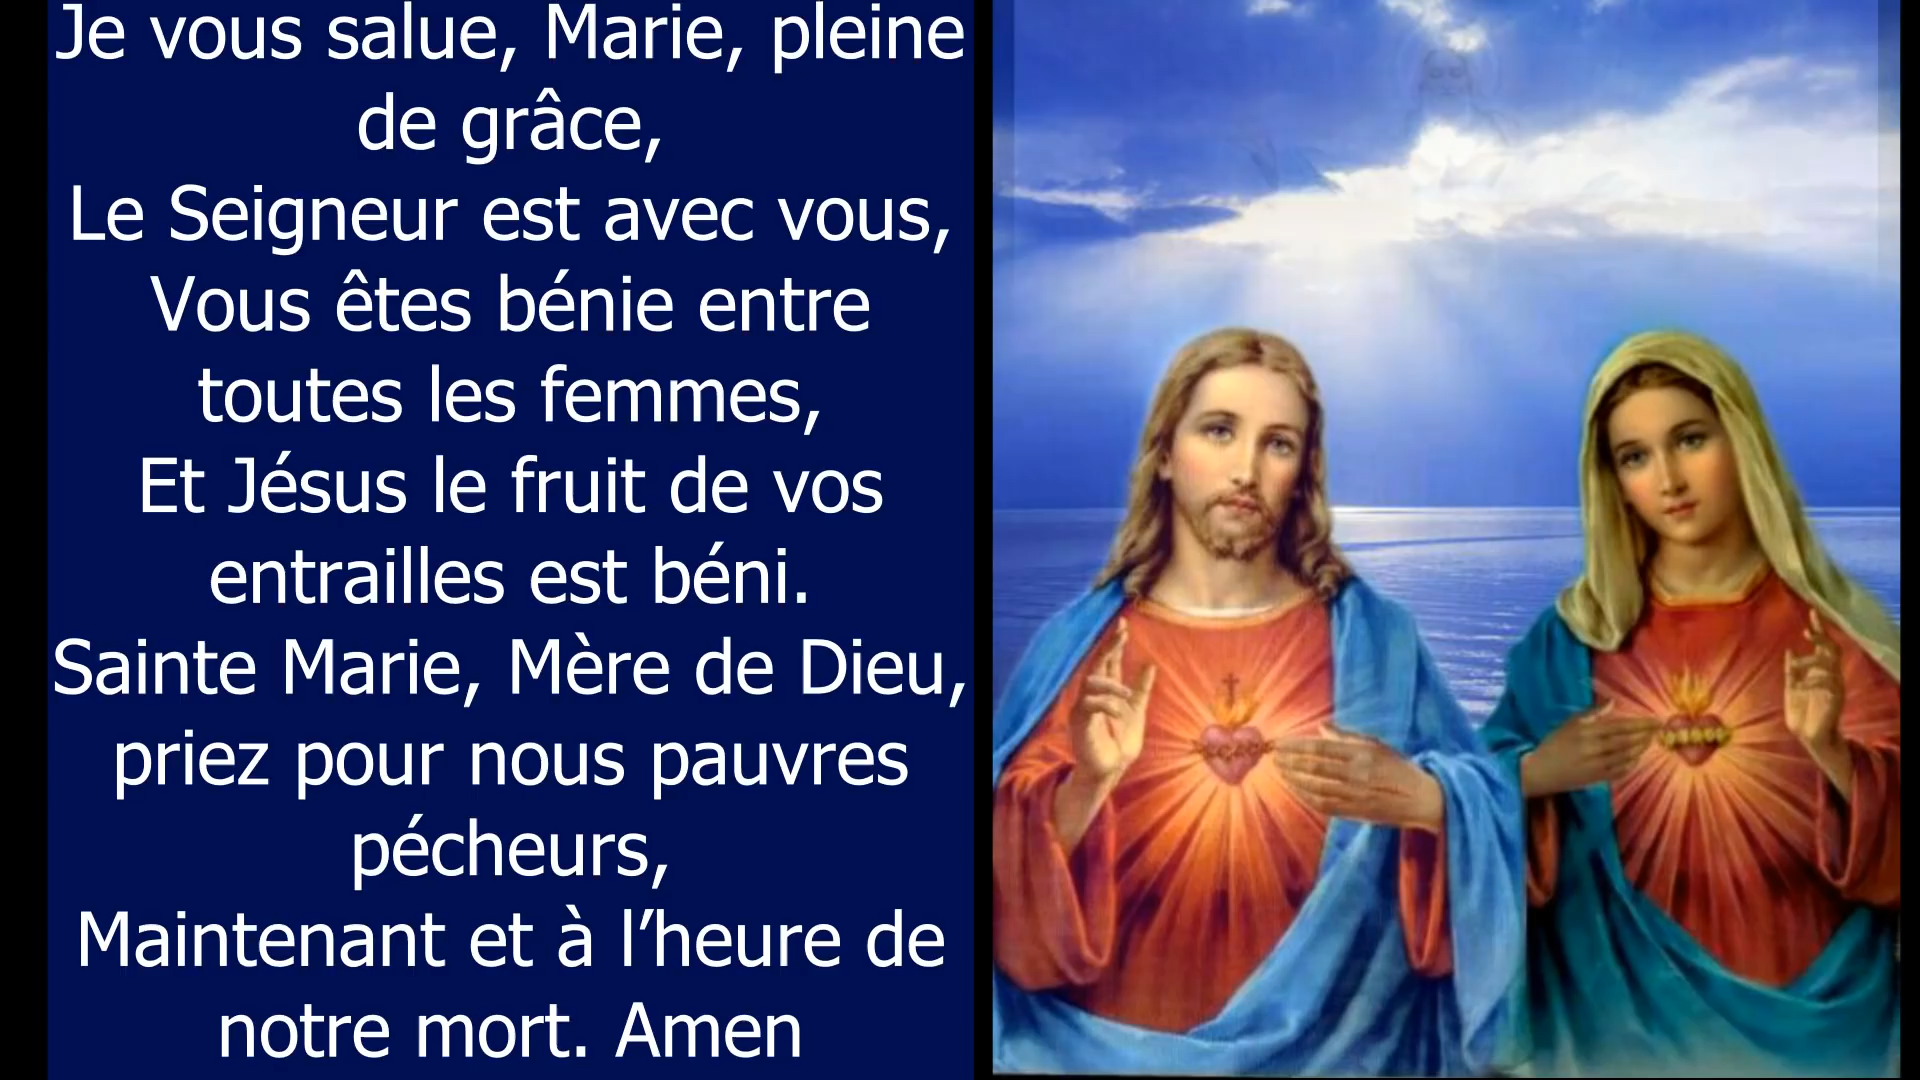 Je vous salue, Marie, pleine
de grâce,
Le Seigneur est avec vous,
Vous êtes bénie entre
toutes les femmes,
Et Jésus le fruit de vos
entrailles est béni.
Sainte Marie, Mère de Dieu,
priez pour nous pauvres
pécheurs,
Maintenant et à l’heure de
notre mort. Amen